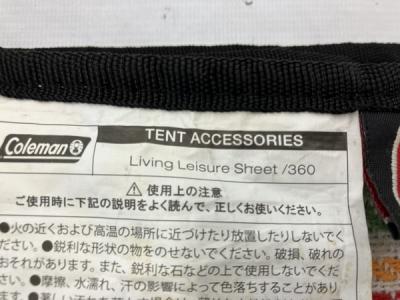 Coleman
TENT ACCESSORIES
Living Leisure Sheet /360
⚠使用上の注意
ご使用時に下記の説明をよく読んで、正しくお使いください。
●火の近くおよび高温の場所に近づけたり放置したりしないでく
ださい。●鋭利な形状の物をのせないでください。破損、破れの
おそれがあります。また、鋭利な石などの上で使用しないでくだ
さい。●摩擦、水濡れ、汗の影響によって色落ちすることがあり